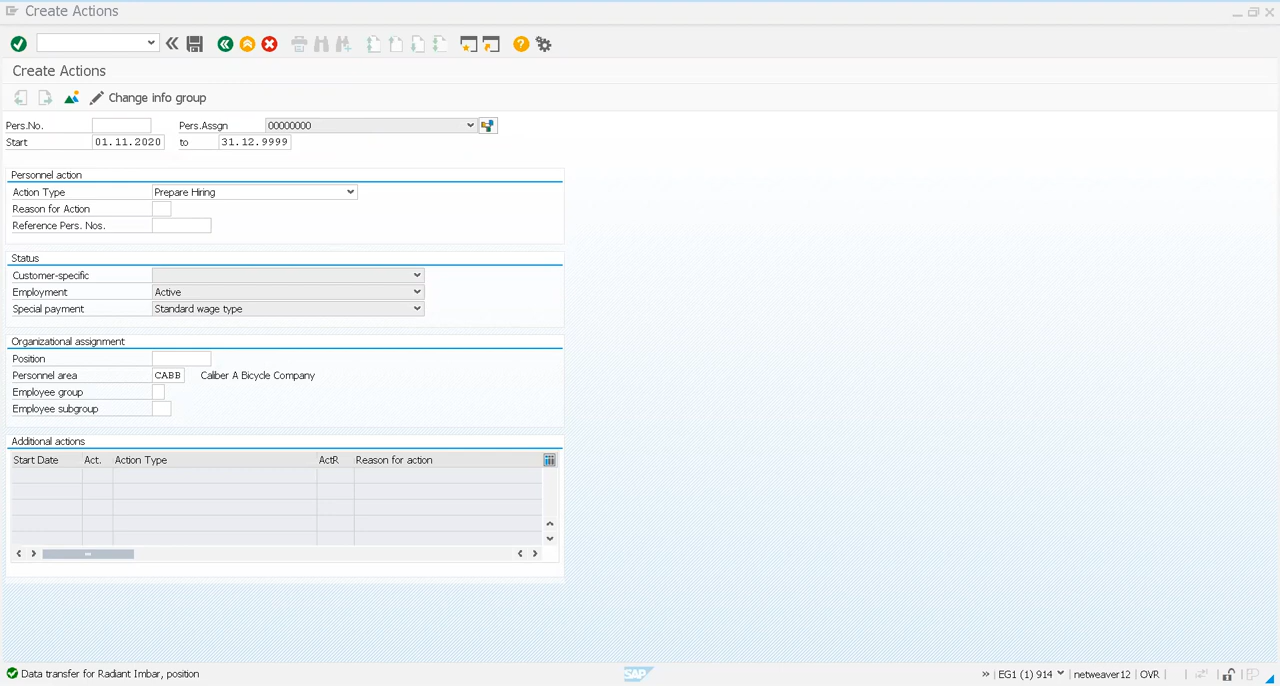 Create Actions
Create Actions
Change info group
Pers.No. Pers.Assgn 00000000
Start 01.11.2020 to 31.12.9999
Personnel action
Action Type Prepare Hiring
Reason for Action
Reference Pers. Nos.
Status
Customer-specific
Employment Active
Special payment Standard wage type
Organizational assignment
Position
Personnel area CABB Caliber A Bicycle Company
Employee group
Employee subgroup
Additional actions
Start Date Act. Action Type ActR Reason for action
Data transfer for Radiant Imbar, position SAP » EG1 (1) 914 netweaver12 OVR